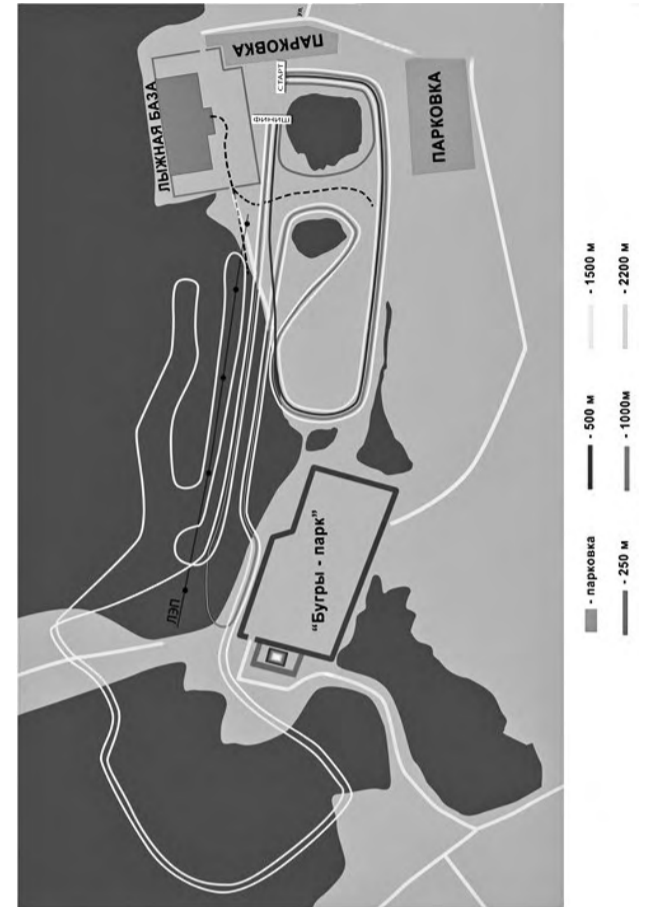 ПАРКОВКА
СТАРТ
ФИНИШ
ЛЫЖНАЯ БАЗА
ПАРКОВКА
ЛЭП
"Бугры - парк"
- парковка
- 500 м
- 1500 м
- 250 м
- 1000м
- 2200 м